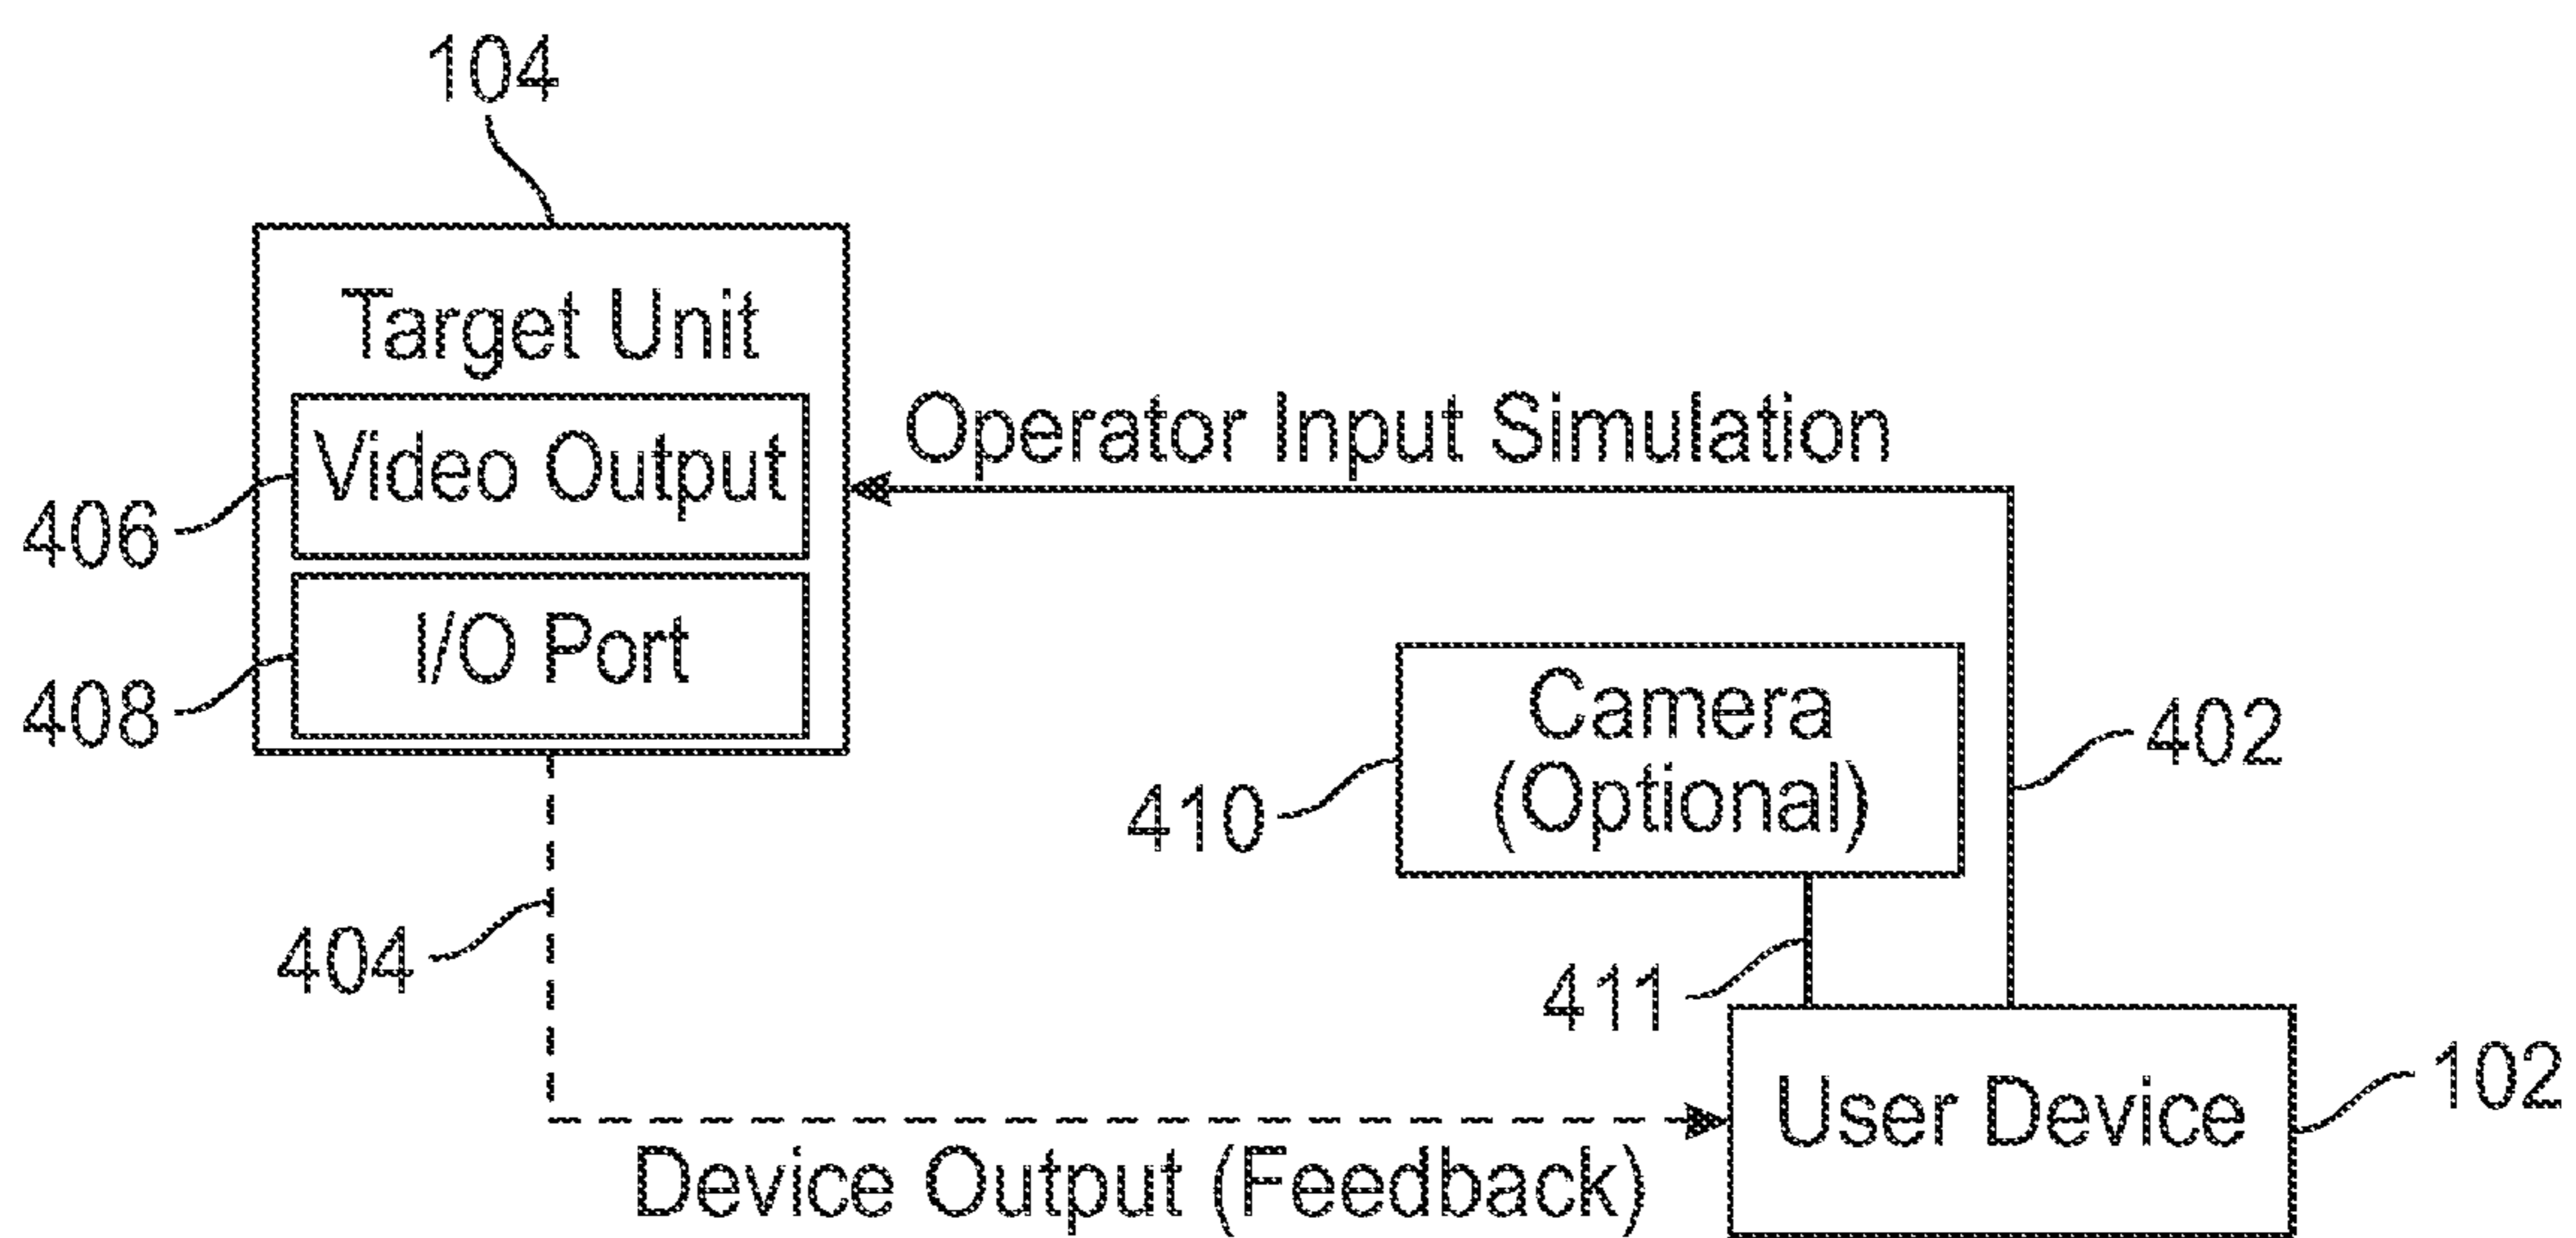 104
Target Unit
Video Output
406
I/O Port
408
Operator Input Simulation
Camera
(Optional)
410
402
404
411
User Device
102
Device Output (Feedback)